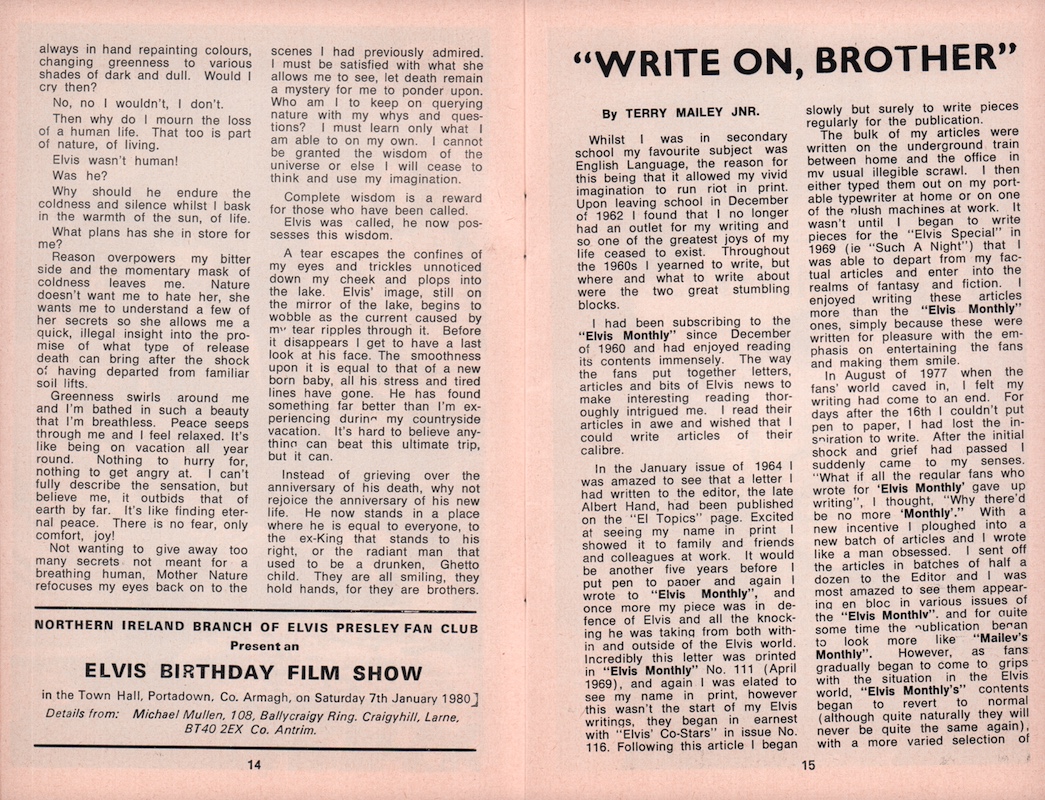 always in hand repainting colours,
changing greenness to various
shades of dark and dull. Would I
cry then?
No, no I wouldn't, I don't.
Then why do I mourn the loss
of a human life. That too is part
of nature, of living.
Elvis wasn't human!
Was he?
Why should he endure the
coldness and silence whilst I bask
in the warmth of the sun, of life.
What plans has she in store for
me?
Reason overpowers my bitter
side and the momentary mask of
coldness leaves me. Nature
doesn't want me to hate her, she
wants me to understand a few of
her secrets so she allows me a
quick, illegal insight into the pro-
mise of what type of release
death can bring after the shock
of having departed from familiar
soil lifts.
Greenness swirls around me
and I'm bathed in such a beauty
that I'm breathless. Peace seeps
through me and I feel relaxed. It's
like being on vacation all year
round. Nothing to hurry for,
nothing to get angry at. I can't
fully describe the sensation, but
believe me, it outbids that of
earth by far. It's like finding eter-
nal peace. There is no fear, only
comfort, joy!
Not wanting to give away too
many secrets not meant for a
breathing human, Mother Nature
refocuses my eyes back on to the
scenes I had previously admired.
I must be satisfied with what she
allows me to see, let death remain
a mystery for me to ponder upon.
Who am I to keep on querying
nature with my whys and ques-
tions? I must learn only what I
am able to on my own. I cannot
be granted the wisdom of the
universe or else I will cease to
think and use my imagination.
Complete wisdom is a reward
for those who have been called.
Elvis was called, he now pos-
sesses this wisdom.
A tear escapes the confines of
my eyes and trickles unnoticed
down my cheek and plops into
the lake. Elvis' image, still on
the mirror of the lake, begins to
wobble as the current caused by
my tear ripples through it. Before
it disappears I get to have a last
look at his face. The smoothness
upon it is equal to that of a new
born baby, all his stress and tired
lines have gone. He has found
something far better than I'm ex-
periencing during my countryside
vacation. It's hard to believe any-
thing can beat this ultimate trip,
but it can.
Instead of grieving over the
anniversary of his death, why not
rejoice the anniversary of his new
life. He now stands in a place
where he is equal to everyone, to
the ex-King that stands to his
right, or the radiant man that
used to be a drunken, Ghetto
child. They are all smiling, they
hold hands, for they are brothers.
NORTHERN IRELAND BRANCH OF ELVIS PRESLEY FAN CLUB
Present an
ELVIS BIRTHDAY FILM SHOW
in the Town Hall, Portadown, Co. Armagh, on Saturday 7th January 1980]
Details from: Michael Mullen, 108, Ballycraigy Ring. Craigyhill, Larne,
BT40 2EX Co. Antrim.
14
"WRITE ON, BROTHER"
By TERRY MAILEY JNR.
Whilst I was in secondary
school my favourite subject was
English Language, the reason for
this being that it allowed my vivid
imagination to run riot in print.
Upon leaving school in December
of 1962 I found that I no longer
had an outlet for my writing and
so one of the greatest joys of my
life ceased to exist. Throughout
the 1960s I yearned to write, but
where and what to write about
were the two great stumbling
blocks.
I had been subscribing to the
"Elvis Monthly" since December
of 1960 and had enjoyed reading
its contents immensely. The way
the fans put together letters,
articles and bits of Elvis news to
make interesting reading thor-
oughly intrigued me. I read their
articles in awe and wished that I
could write articles of their
calibre.
In the January issue of 1964 I
was amazed to see that a letter I
had written to the editor, the late
Albert Hand, had been published
on the "El Topics" page. Excited
at seeing my name in print I
showed it to family and friends
and colleagues at work. It would
be another five years before I
put pen to paper and again I
wrote to "Elvis Monthly", and
once more my piece was in de-
fence of Elvis and all the knock-
ing he was taking from both with-
in and outside of the Elvis world.
Incredibly this letter was printed
in "Elvis Monthly" No. 111 (April
1969), and again I was elated to
see my name in print, however
this wasn't the start of my Elvis
writings, they began in earnest
with "Elvis' Co-Stars" in issue No.
116. Following this article I began
slowly but surely to write pieces
regularly for the publication.
The bulk of my articles were
written on the underground train
between home and the office in
my usual illegible scrawl. I then
either typed them out on my port-
able typewriter at home or on one
of the plush machines at work. It
wasn't until I began to write
pieces for the "Elvis Special" in
1969 (ie "Such A Night") that I
was able to depart from my fac-
tual articles and enter into the
realms of fantasy and fiction. I
enjoyed writing these articles
more than the "Elvis Monthly"
ones, simply because these were
written for pleasure with the em-
phasis on entertaining the fans
and making them smile.
In August of 1977 when the
fans' world caved in, I felt my
writing had come to an end. For
days after the 16th I couldn't put
pen to paper, I had lost the in-
spiration to write. After the initial
shock and grief had passed I
suddenly came to my senses.
"What if all the regular fans who
wrote for 'Elvis Monthly' gave up
writing", I thought, "Why there'd
be no more 'Monthly'." With a
new incentive I ploughed into a
new batch of articles and I wrote
like a man obsessed. I sent off
the articles in batches of half a
dozen to the Editor and I was
most amazed to see them appear-
ing en bloc in various issues of
the "Elvis Monthly". and for quite
some time the publication began
to look more like "Mailey's
Monthly". However, as fans
gradually began to come to grips
with the situation in the Elvis
world, "Elvis Monthly's" contents
began to revert to normal
(although quite naturally they will
never be quite the same again),
with a more varied selection of
15